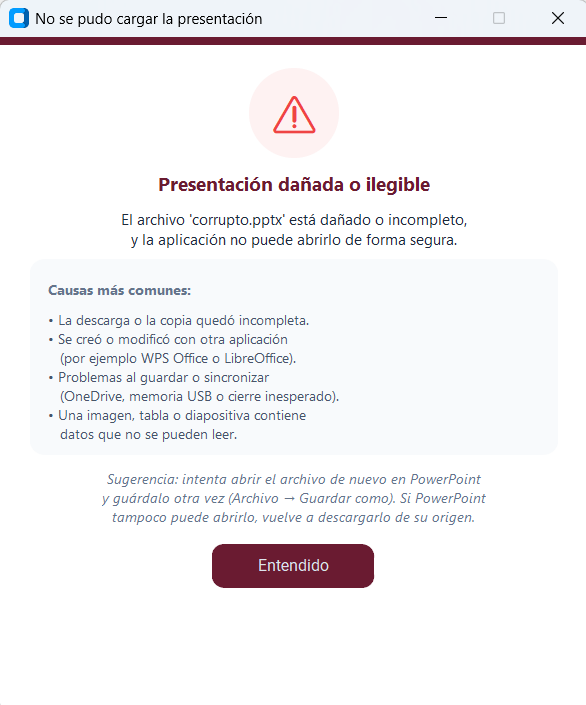 No se pudo cargar la presentación
Presentación dañada o ilegible
El archivo 'corrupto.pptx' está dañado o incompleto,
y la aplicación no puede abrirlo de forma segura.
Causas más comunes:
• La descarga o la copia quedó incompleta.
• Se creó o modificó con otra aplicación
(por ejemplo WPS Office o LibreOffice).
• Problemas al guardar o sincronizar
(OneDrive, memoria USB o cierre inesperado).
• Una imagen, tabla o diapositiva contiene
datos que no se pueden leer.
Sugerencia: intenta abrir el archivo de nuevo en PowerPoint
y guárdalo otra vez (Archivo → Guardar como). Si PowerPoint
tampoco puede abrirlo, vuelve a descargarlo de su origen.
Entendido